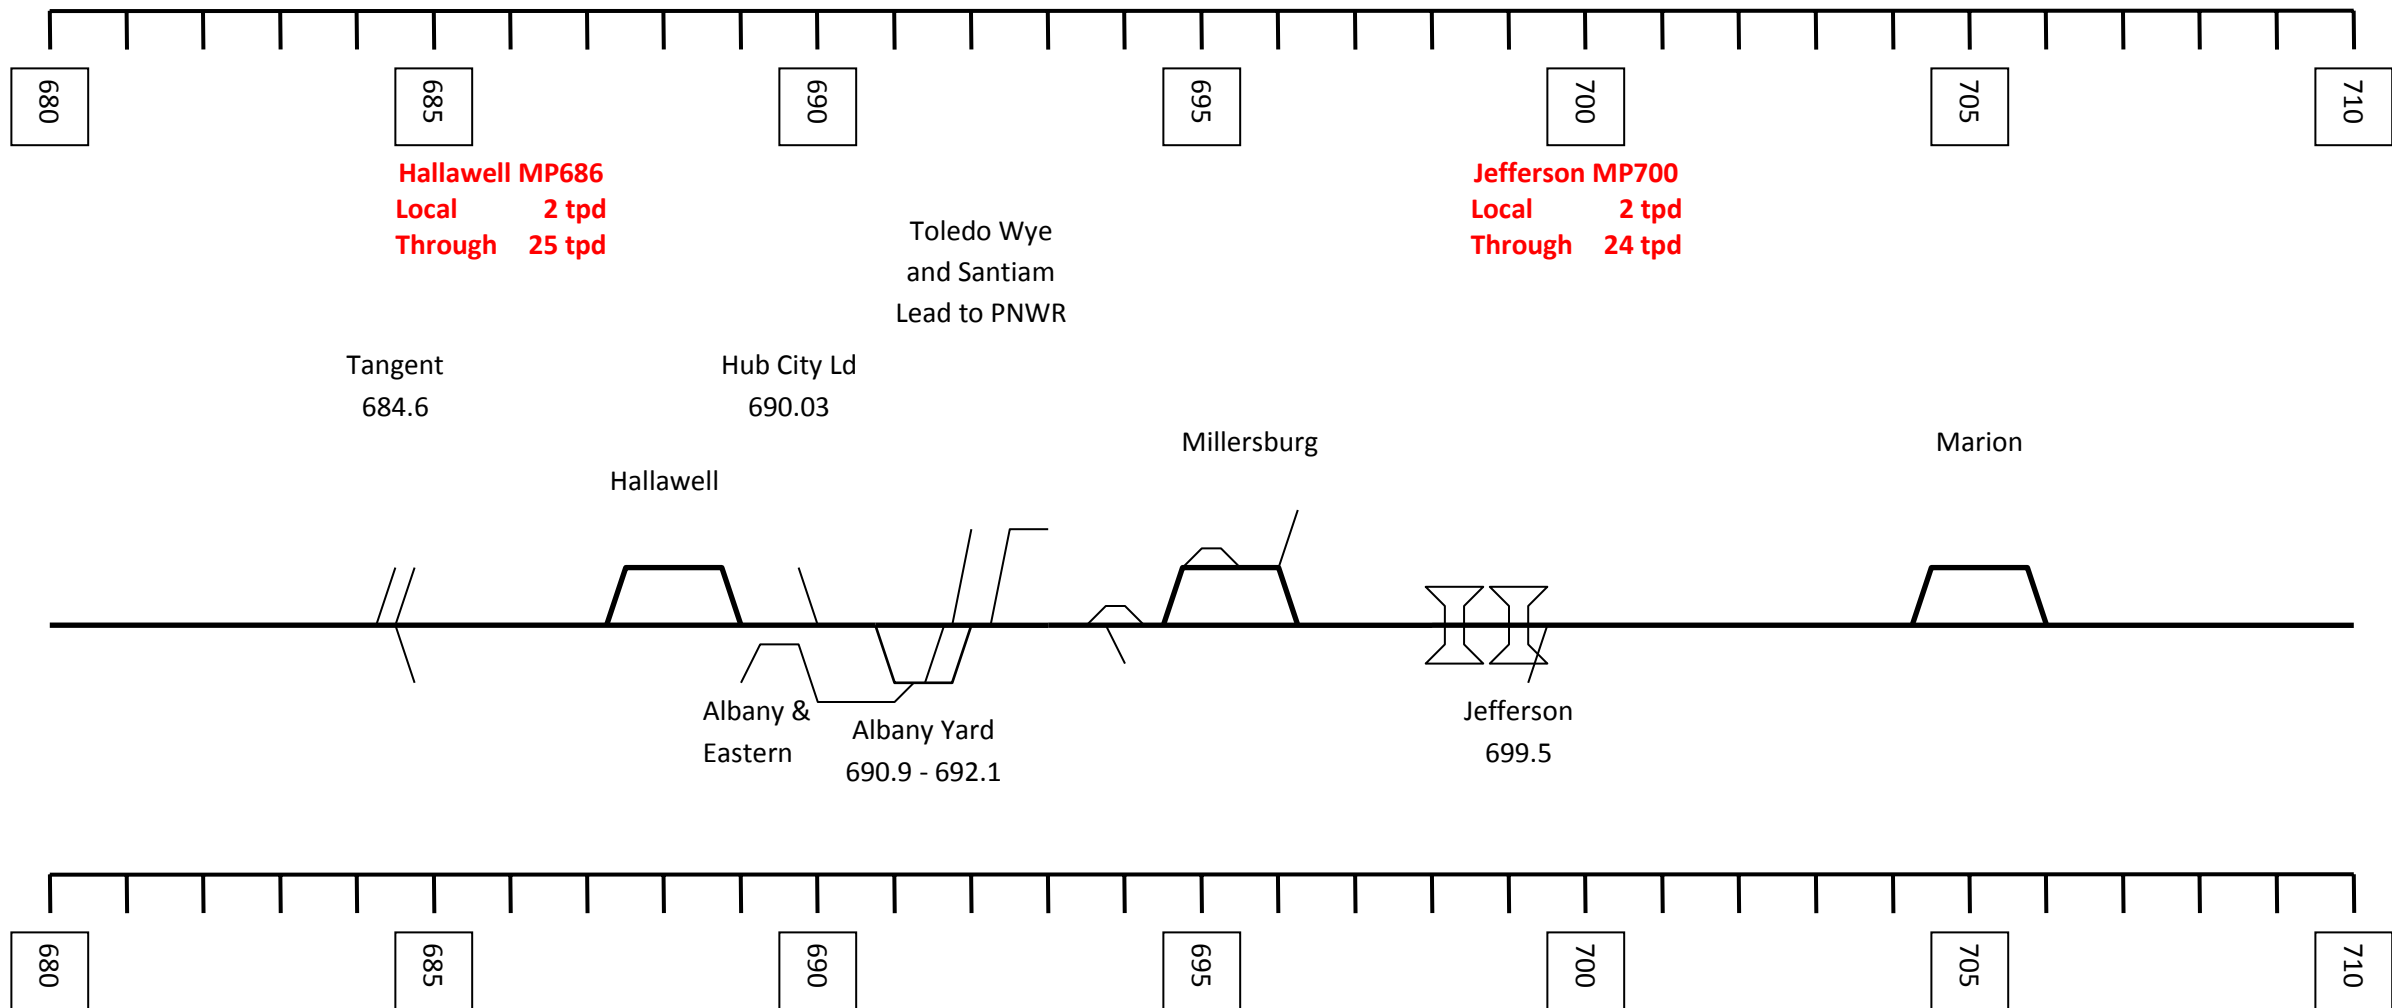 680
685
690
695
700
705
710
Hallawell MP686
Local 2 tpd
Through 25 tpd
Jefferson MP700
Local 2 tpd
Through 24 tpd
Toledo Wye
and Santiam
Lead to PNWR
Tangent
684.6
Hub City Ld
690.03
Hallawell
Millersburg
Marion
Albany &
Eastern
Albany Yard
690.9 - 692.1
Jefferson
699.5
680
685
690
695
700
705
710